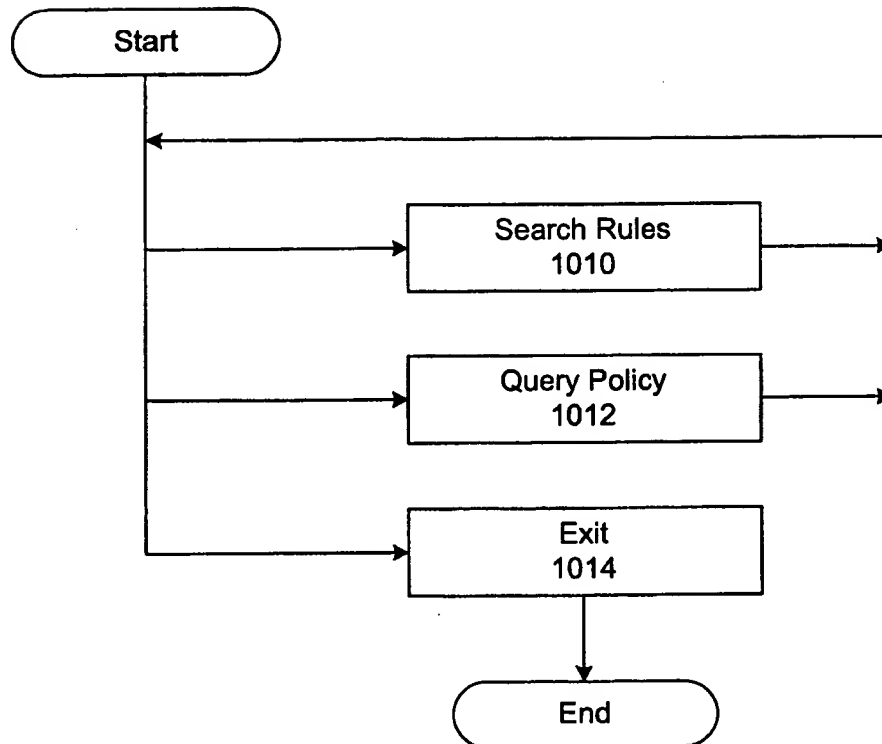 Start
Search Rules
1010
Query Policy
1012
Exit
1014
End